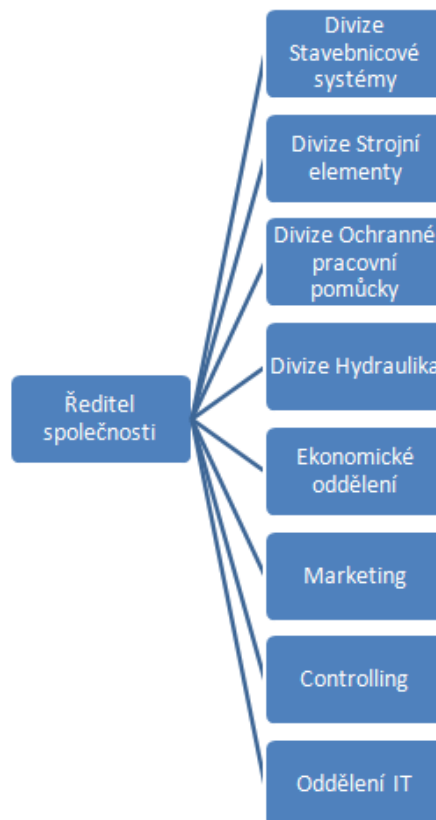 Divize
Stavebnicové
systémy
Divize Strojní
elementy
Divize Ochranné
pracovní
pomůcky
Divize Hydraulika
Ředitel
společnosti
Ekonomické
oddělení
Marketing
Controlling
Oddělení IT